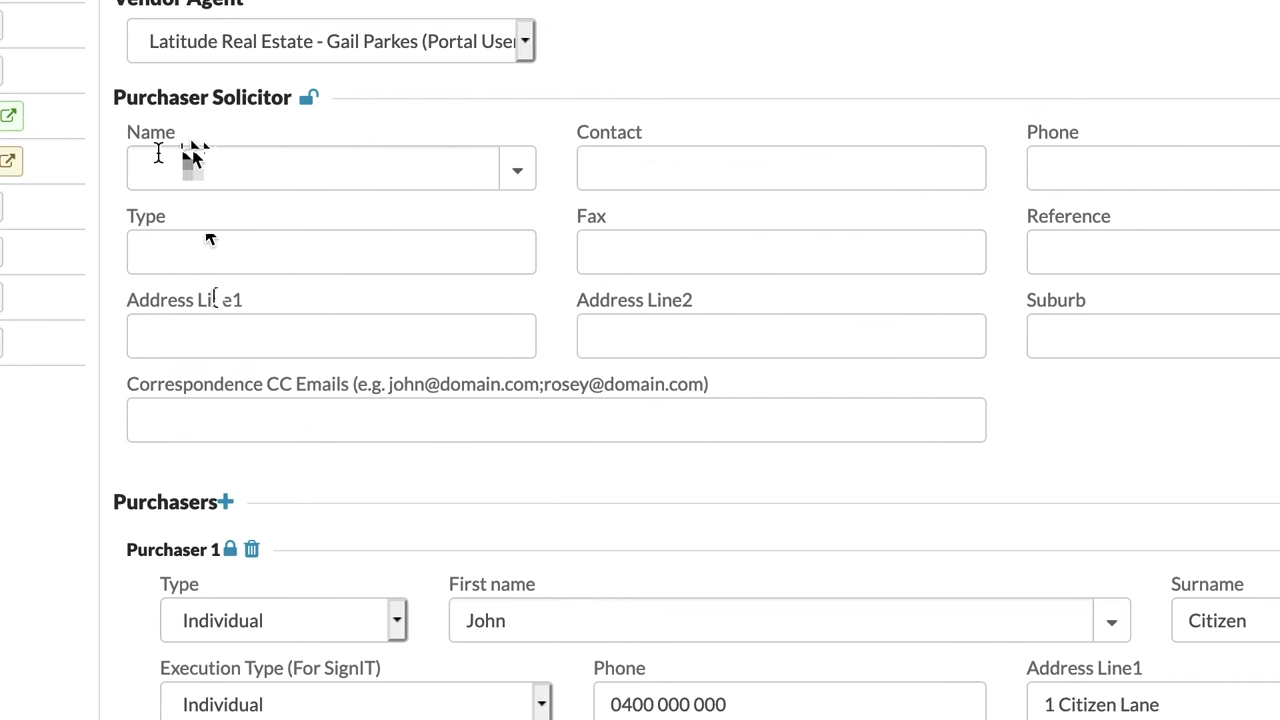 Vendor Agent
Latitude Real Estate - Gail Parkes (Portal User
Purchaser Solicitor
Name Contact Phone
Type Fax Reference
Address Line1 Address Line2 Suburb
Correspondence CC Emails (e.g. john@domain.com;rosey@domain.com)
Purchasers
Purchaser 1
Type First name Surname
Individual John Citizen
Execution Type (For SignIT) Phone Address Line1
Individual 0400 000 000 1 Citizen Lane